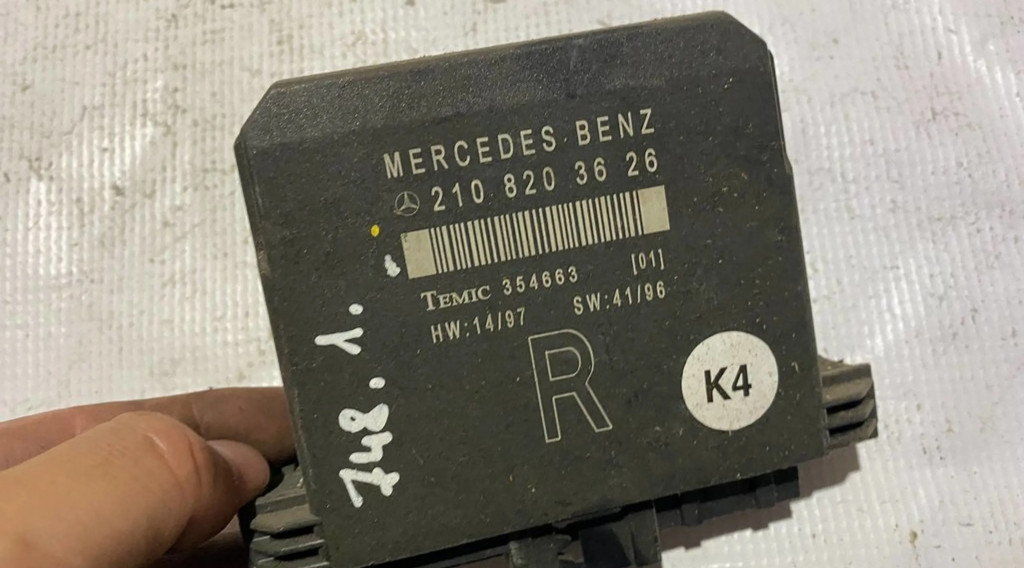 MERCEDES-BENZ
210 820 36 26
TEMIC 354663 [01]
HW:14/97 SW:41/96
R
K4
748. 1.